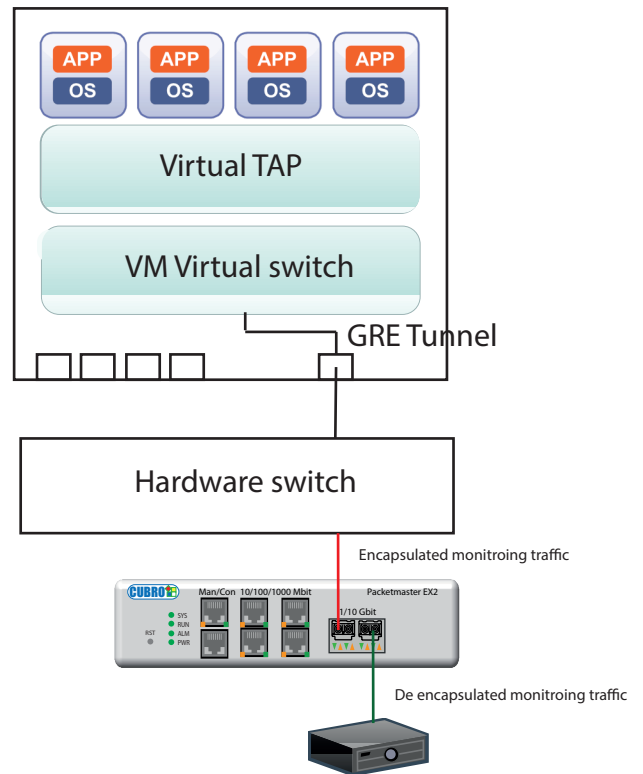 APP APP APP APP
OS OS OS OS
Virtual TAP
VM Virtual switch
GRE Tunnel
Hardware switch
Encapsulated monitroing traffic
CUBRO
Man/Con 10/100/1000 Mbit
Packetmaster EX2
1/10 Gbit
SYS
RUN
RST
ALM
PWR
De encapsulated monitroing traffic